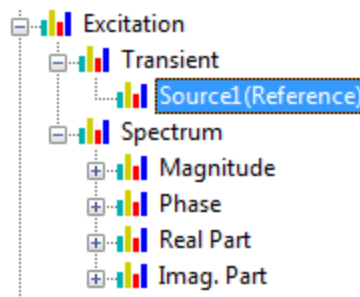 Excitation
Transient
Source1(Reference)
Spectrum
Magnitude
Phase
Real Part
Imag. Part